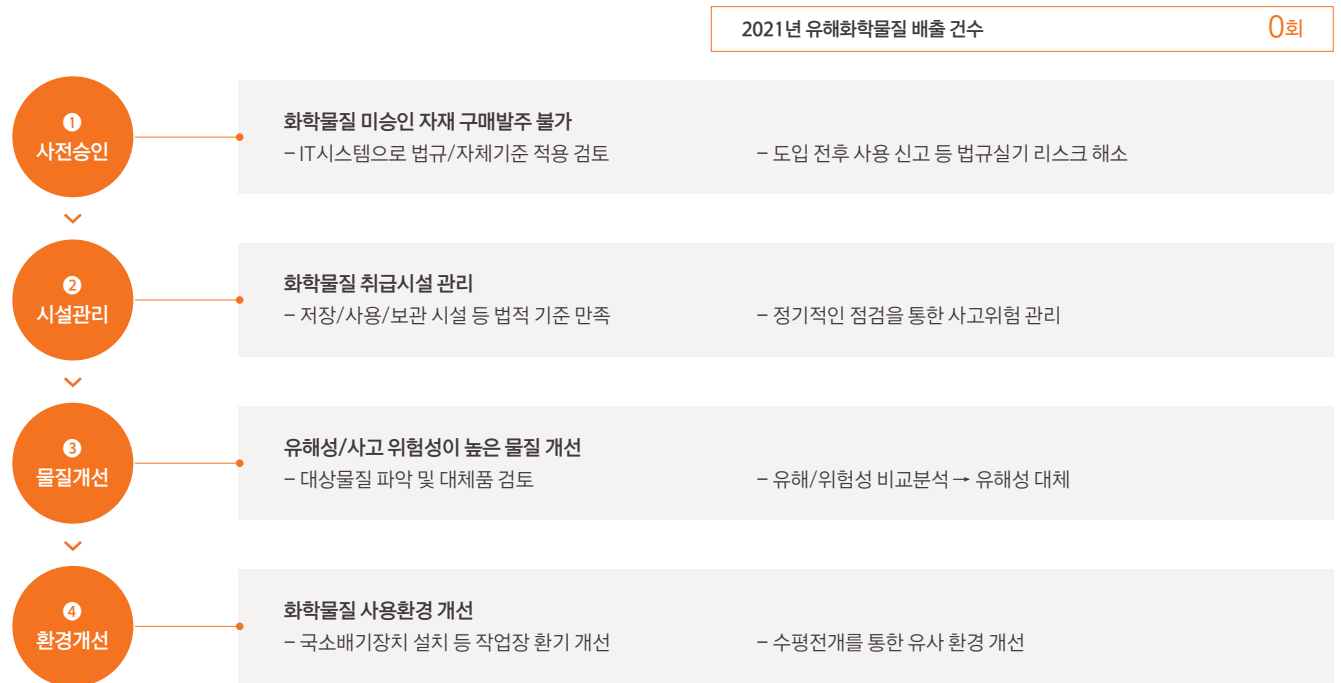 2021년 유해화학물질 배출 건수 0회
❶
사전승인
화학물질 미승인 자재 구매발주 불가
– IT시스템으로 법규/자체기준 적용 검토 – 도입 전후 사용 신고 등 법규실기 리스크 해소
❷
시설관리
화학물질 취급시설 관리
– 저장/사용/보관 시설 등 법적 기준 만족 – 정기적인 점검을 통한 사고위험 관리
❸
물질개선
유해성/사고 위험성이 높은 물질 개선
– 대상물질 파악 및 대체품 검토 – 유해/위험성 비교분석 → 유해성 대체
❹
환경개선
화학물질 사용환경 개선
– 국소배기장치 설치 등 작업장 환기 개선 – 수평전개를 통한 유사 환경 개선